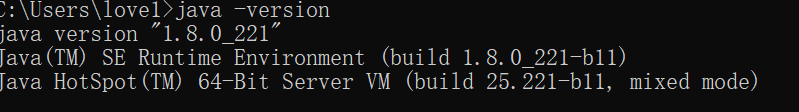 C:\Users\lovel>java -version
java version "1.8.0_221"
Java(TM) SE Runtime Environment (build 1.8.0_221-b11)
Java HotSpot(TM) 64-Bit Server VM (build 25.221-b11, mixed mode)